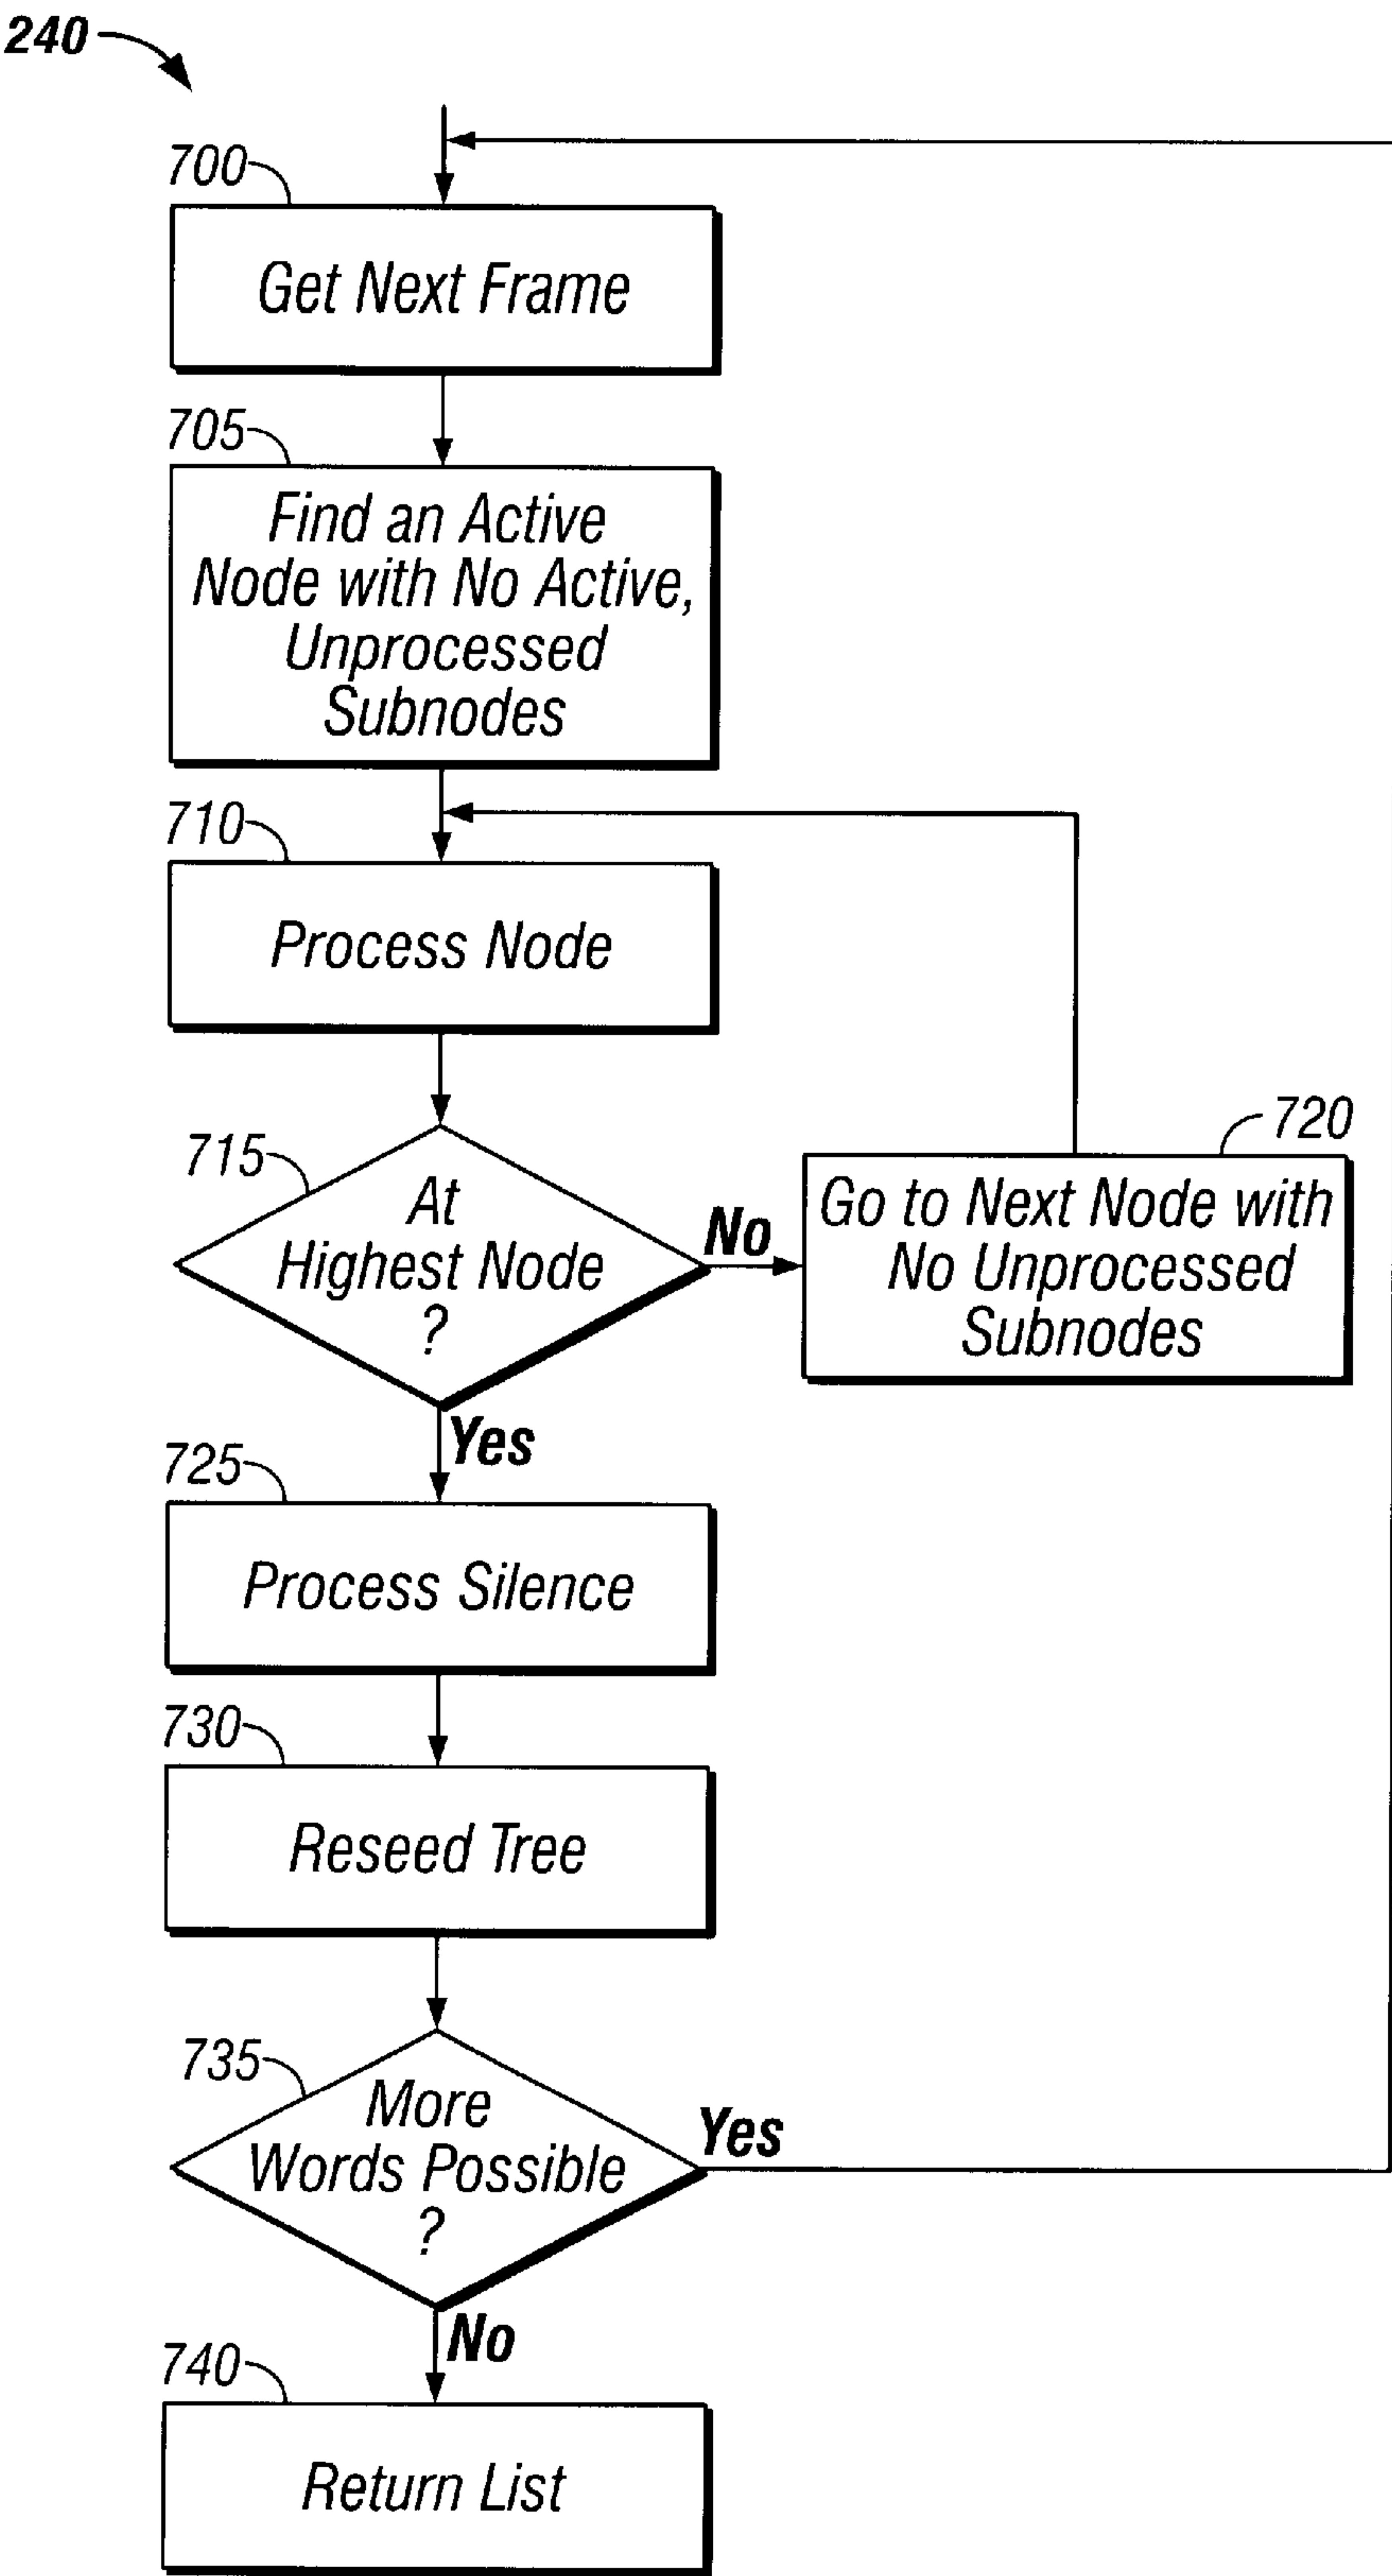 240
700
Get Next Frame
705
Find an Active
Node with No Active,
Unprocessed
Subnodes
710
Process Node
715
At
Highest Node
?
No
720
Go to Next Node with
No Unprocessed
Subnodes
Yes
725
Process Silence
730
Reseed Tree
735
More
Words Possible
?
Yes
No
740
Return List